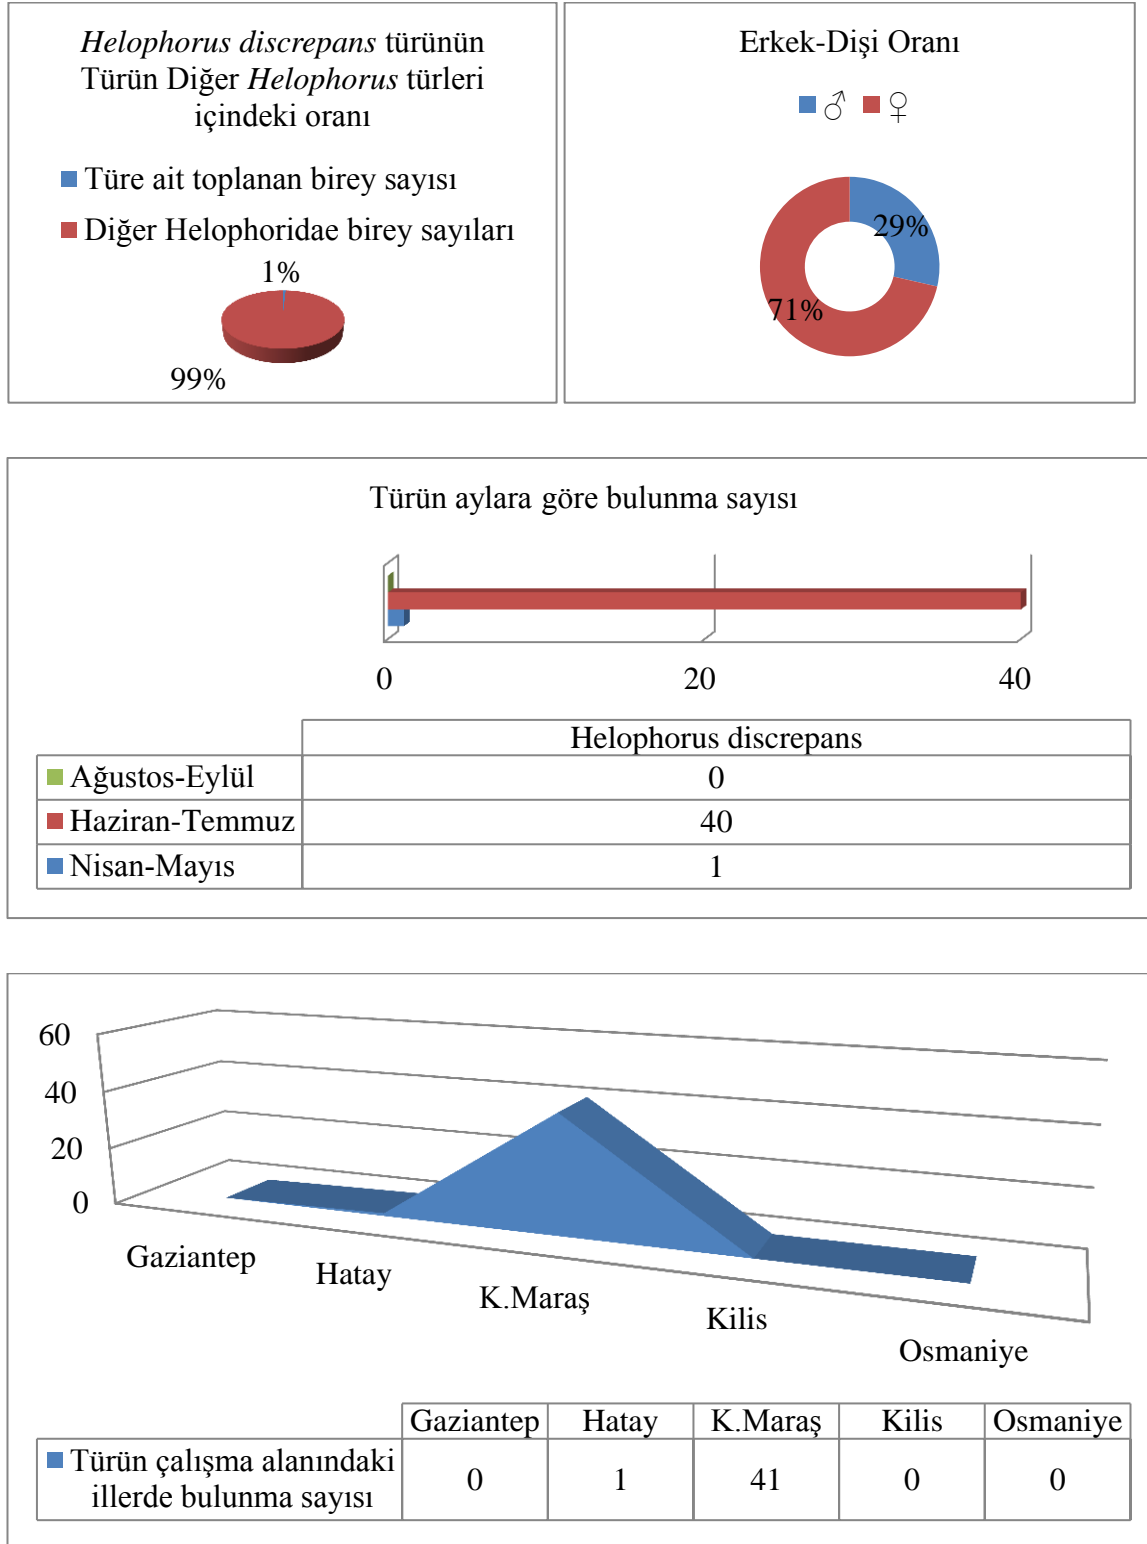 Helophorus discrepans türünün
Türün Diğer Helophorus türleri
içindeki oranı
Türe ait toplanan birey sayısı
Diğer Helophoridae birey sayıları
1%
99%
Erkek-Dişi Oranı
♂ ♀
29%
71%
Türün aylara göre bulunma sayısı
0 20 40
Helophorus discrepans
Ağustos-Eylül 0
Haziran-Temmuz 40
Nisan-Mayıs 1
60
40
20
0
Gaziantep
Hatay
K.Maraş
Kilis
Osmaniye
Gaziantep Hatay K.Maraş Kilis Osmaniye
Türün çalışma alanındaki
illerde bulunma sayısı
0 1 41 0 0